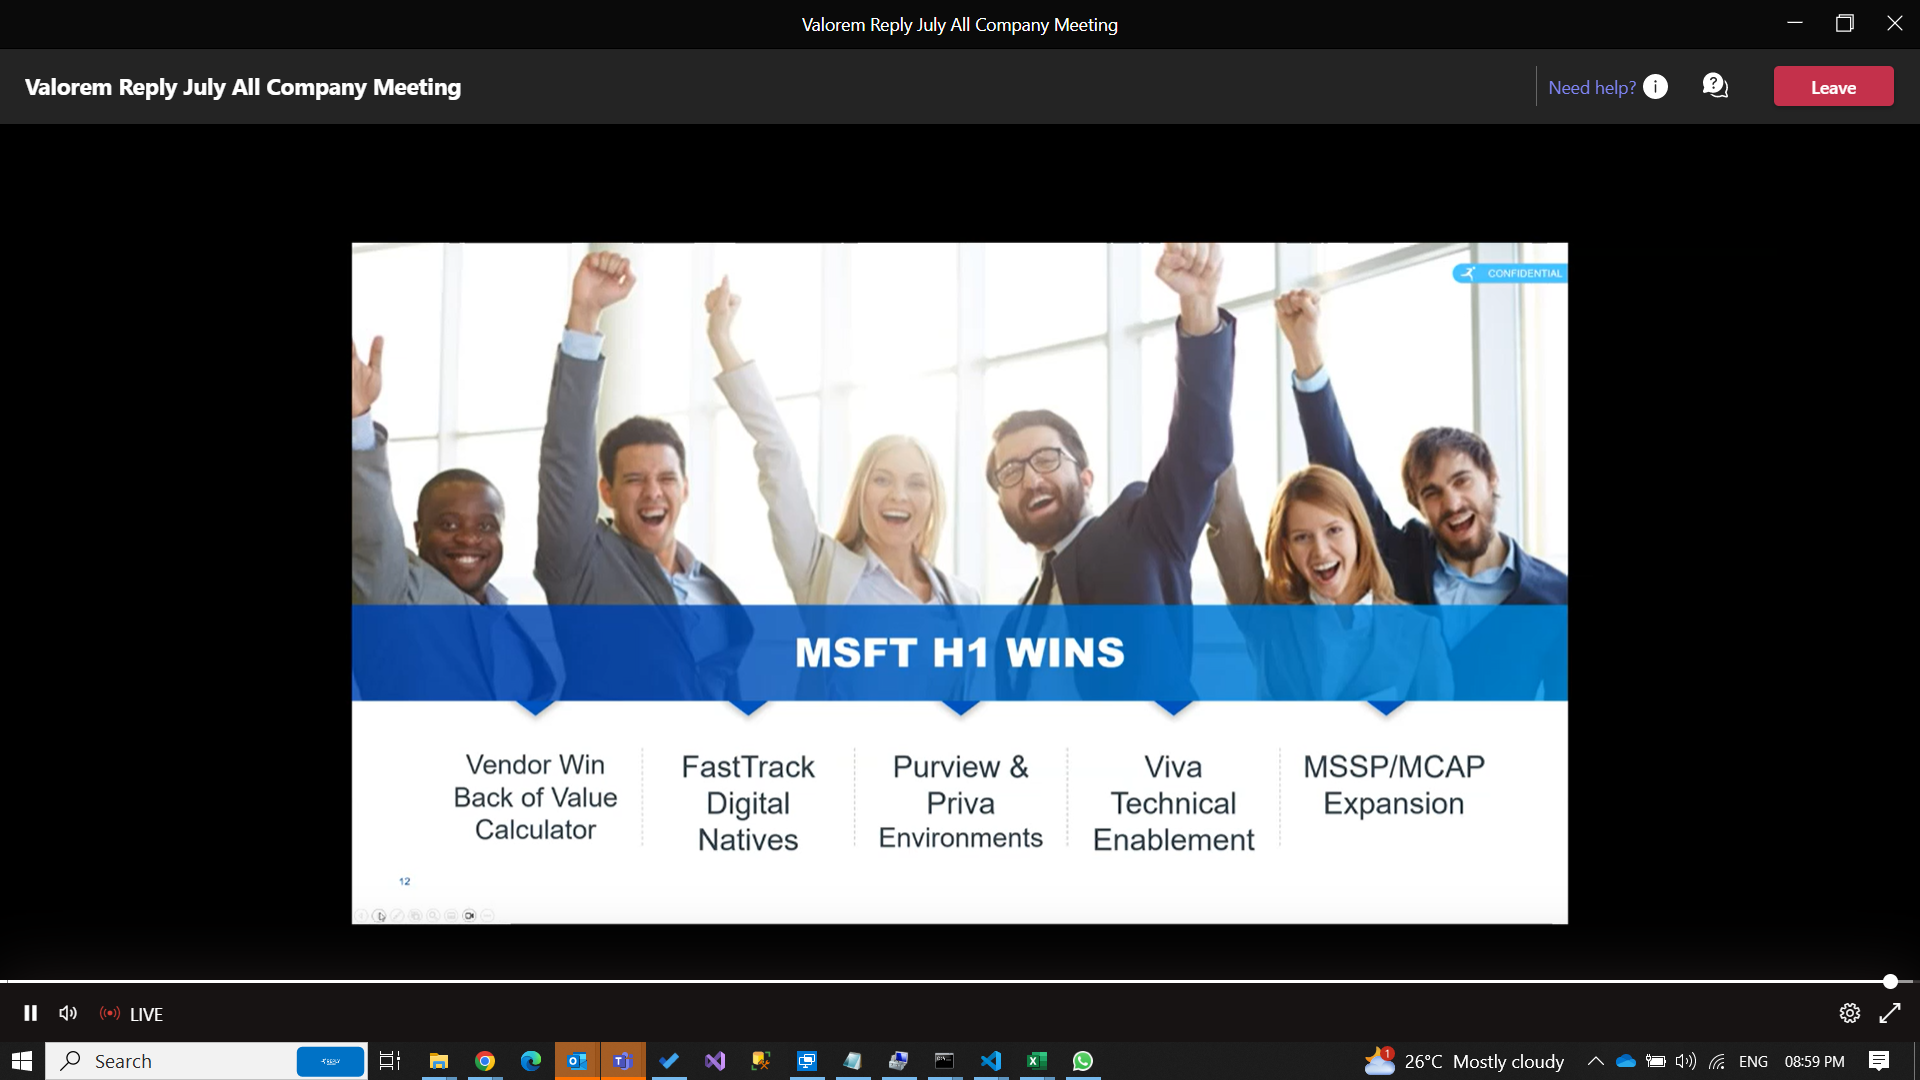 Valorem Reply July All Company Meeting
Valorem Reply July All Company Meeting
Need help?
Leave
CONFIDENTIAL
MSFT H1 WINS
Vendor Win
Back of Value
Calculator
FastTrack
Digital
Natives
Purview &
Priva
Environments
Viva
Technical
Enablement
MSSP/MCAP
Expansion
12
LIVE
Search
REPLY
1
26°C Mostly cloudy
ENG
08:59 PM